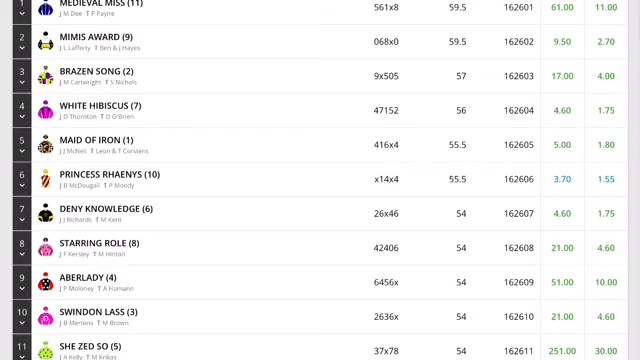 1 MEDIEVAL MISS (11) 561x8 59.5 162601 61.00 11.00
J M Dee T P Payne
2 MIMIS AWARD (9) 068x0 59.5 162602 9.50 2.70
J L Lafferty T Ben & J Hayes
3 BRAZEN SONG (2) 9x505 57 162603 17.00 4.00
J M Cartwright T S Nichols
4 WHITE HIBISCUS (7) 47152 56 162604 4.60 1.75
J D Thornton T D O'Brien
5 MAID OF IRON (1) 416x4 55.5 162605 5.00 1.80
J J McNeil T Leon & T Corstens
6 PRINCESS RHAENYS (10) x14x4 55.5 162606 3.70 1.55
J B McDougall T P Moody
7 DENY KNOWLEDGE (6) 26x46 54 162607 4.60 1.75
J J Richards T M Kent
8 STARRING ROLE (8) 42406 54 162608 21.00 4.60
J F Kersley T M Hinton
9 ABERLADY (4) 6456x 54 162609 51.00 10.00
J P Moloney T A Homann
10 SWINDON LASS (3) 2636x 54 162610 21.00 4.60
J B Mertens T M Brown
11 SHE ZED SO (5) 37x78 54 162611 251.00 30.00
J A Kelly T M Krikas